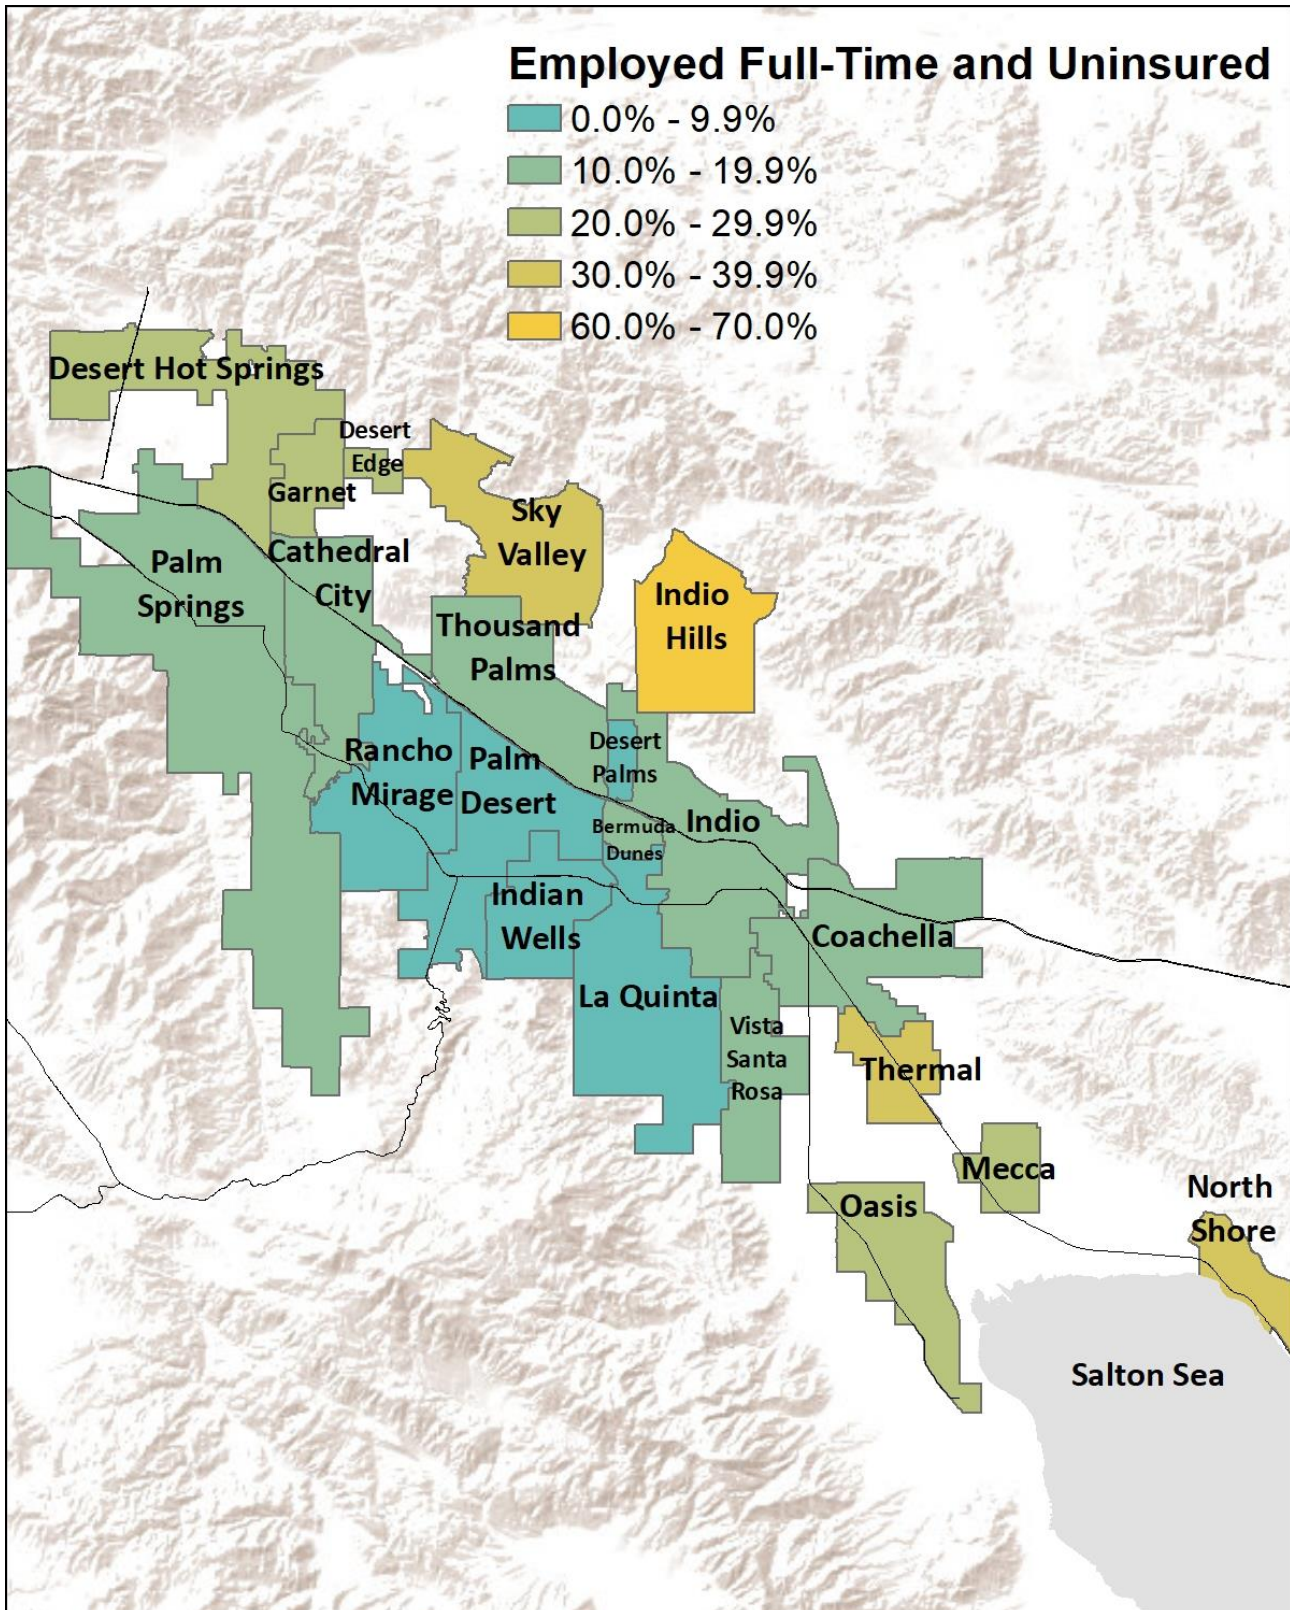 Employed Full-Time and Uninsured
0.0% - 9.9%
10.0% - 19.9%
20.0% - 29.9%
30.0% - 39.9%
60.0% - 70.0%
Desert Hot Springs
Desert
Edge
Garnet
Sky
Valley
Cathedral
City
Palm
Springs
Indio
Hills
Thousand
Palms
Rancho
Mirage
Palm
Desert
Desert
Palms
Bermuda
Dunes
Indio
Indian
Wells
Coachella
La Quinta
Vista
Santa
Rosa
Thermal
Mecca
Oasis
North
Shore
Salton Sea